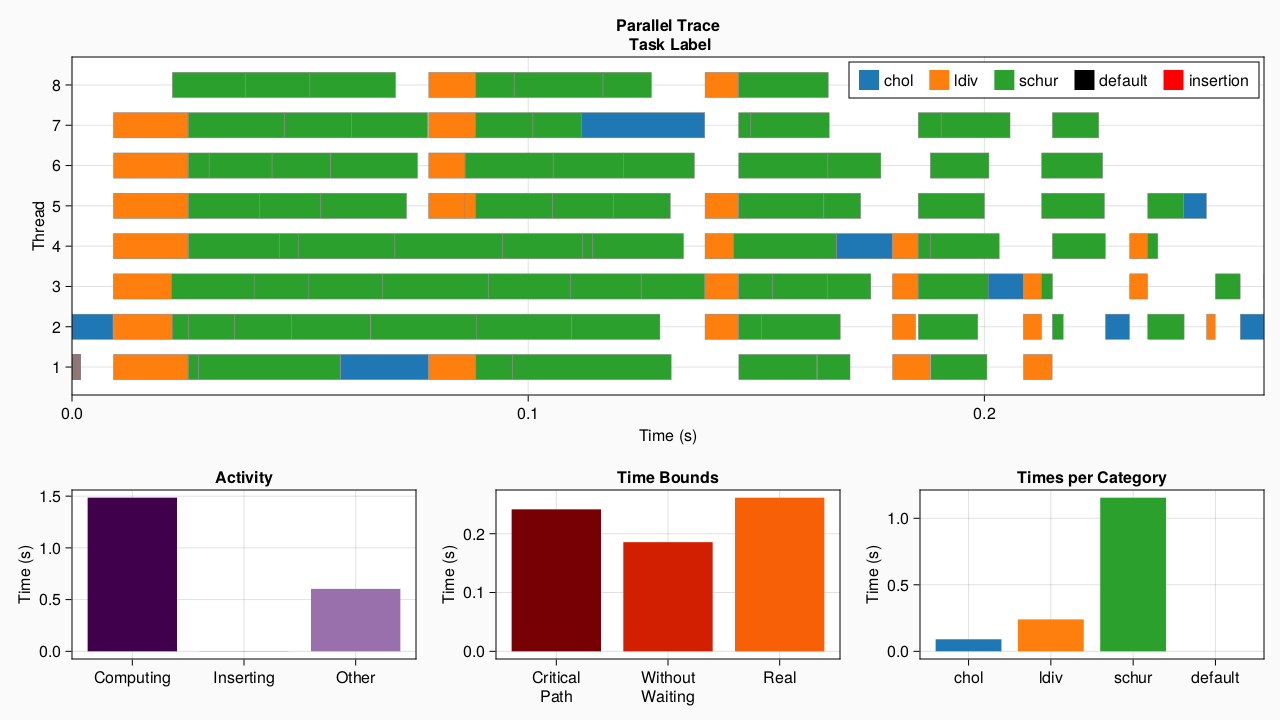 Parallel Trace
Task Label
chol ldiv schur default insertion
Thread
8
7
6
5
4
3
2
1
0.0 0.1 0.2
Time (s)
Activity
Time (s)
1.5
1.0
0.5
0.0
Computing Inserting Other
Time Bounds
Time (s)
0.2
0.1
0.0
Critical Path Without Waiting Real
Times per Category
Time (s)
1.0
0.5
0.0
chol ldiv schur default